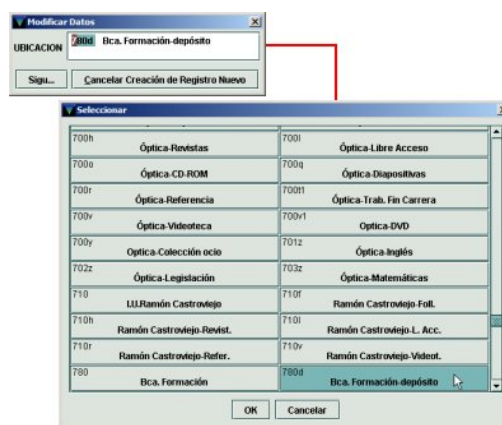 Modificar Datos
UBICACION 780d Bca. Formación-depósito
Sigu... Cancelar Creación de Registro Nuevo
Seleccionar
700h 700l
Óptica-Revistas Óptica-Libre Acceso
700o 700q
Óptica-CD-ROM Óptica-Diapositivas
700r 700t1
Óptica-Referencia Óptica-Trab. Fin Carrera
700v 700v1
Óptica-Videoteca Optica-DVD
700y 701z
Optica-Colección ocio Óptica-Inglés
702z 703z
Óptica-Legislación Óptica-Matemáticas
710 710f
I.U.Ramón Castroviejo Ramón Castroviejo-Foll.
710h 710l
Ramón Castroviejo-Revist. Ramón Castroviejo-L. Acc.
710r 710v
Ramón Castroviejo-Refer. Ramón Castroviejo-Videot.
780 780d
Bca. Formación Bca. Formación-depósito
OK Cancelar